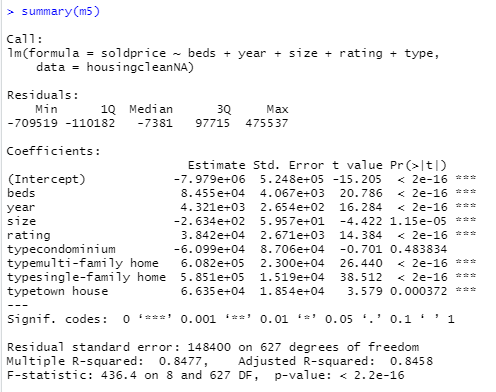 > summary(m5)
Call:
lm(formula = soldprice ~ beds + year + size + rating + type,
    data = housingcleanNA)
Residuals:
    Min      1Q  Median      3Q     Max
-709519 -110182   -7381   97715  475537
Coefficients:
                         Estimate Std. Error t value Pr(>|t|)
(Intercept)            -7.979e+06  5.248e+05 -15.205  < 2e-16 ***
beds                    8.455e+04  4.067e+03  20.786  < 2e-16 ***
year                    4.321e+03  2.654e+02  16.284  < 2e-16 ***
size                   -2.634e+02  5.957e+01  -4.422 1.15e-05 ***
rating                  3.842e+04  2.671e+03  14.384  < 2e-16 ***
typecondominium        -6.099e+04  8.706e+04  -0.701 0.483834
typemulti-family home   6.082e+05  2.300e+04  26.440  < 2e-16 ***
typesingle-family home  5.851e+05  1.519e+04  38.512  < 2e-16 ***
typetown house          6.635e+04  1.854e+04   3.579 0.000372 ***
---
Signif. codes:  0 ‘***’ 0.001 ‘**’ 0.01 ‘*’ 0.05 ‘.’ 0.1 ‘ ’ 1
Residual standard error: 148400 on 627 degrees of freedom
Multiple R-squared:  0.8477,    Adjusted R-squared:  0.8458
F-statistic: 436.4 on 8 and 627 DF,  p-value: < 2.2e-16